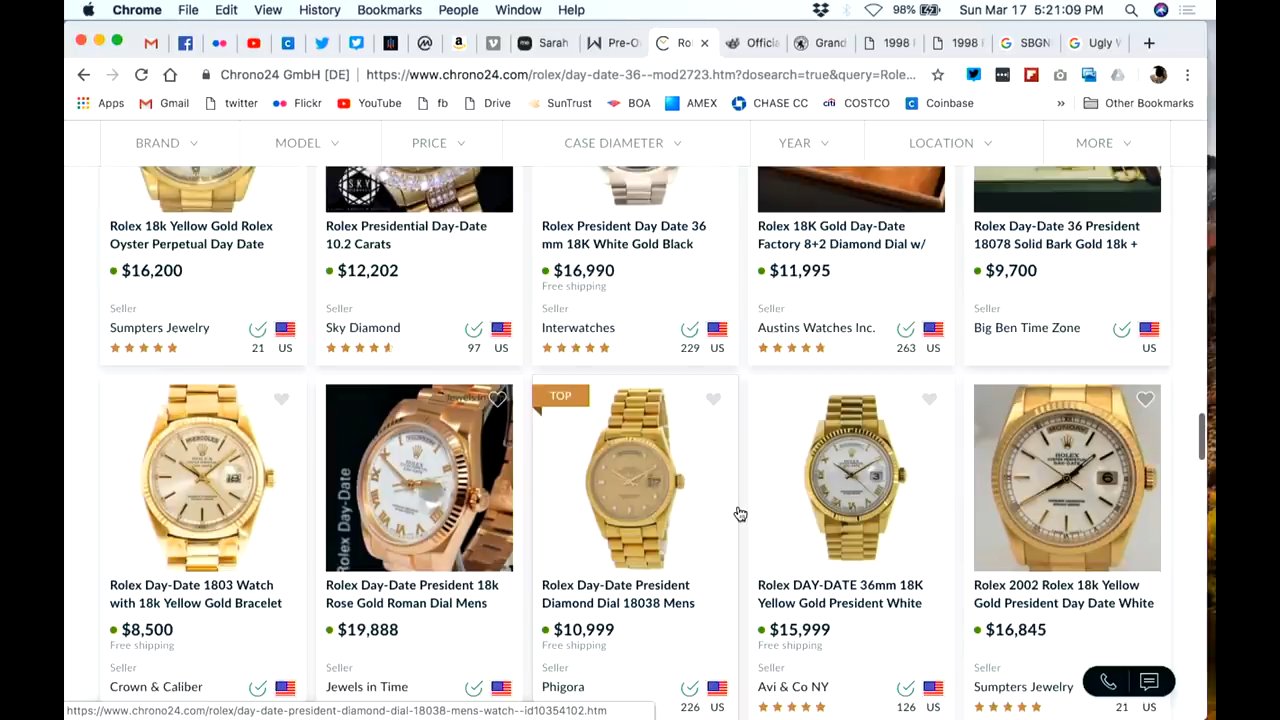 Chrome File Edit View History Bookmarks People Window Help 98% Sun Mar 17 5:21:09 PM
Sarah Pre-O Ro Officia Grand 1998 1998 SBGN Ugly V
Chrono24 GmbH [DE] https://www.chrono24.com/rolex/day-date-36--mod2723.htm?dosearch=true&query=Role...
Apps Gmail twitter Flickr YouTube fb Drive SunTrust BOA AMEX CHASE CC COSTCO Coinbase » Other Bookmarks
BRAND MODEL PRICE CASE DIAMETER YEAR LOCATION MORE
SKY
Rolex 18k Yellow Gold Rolex
Oyster Perpetual Day Date
$16,200
Seller
Sumpters Jewelry
21 US
Rolex Presidential Day-Date
10.2 Carats
$12,202
Seller
Sky Diamond
97 US
Rolex President Day Date 36
mm 18K White Gold Black
$16,990
Free shipping
Seller
Interwatches
229 US
Rolex 18K Gold Day-Date
Factory 8+2 Diamond Dial w/
$11,995
Seller
Austins Watches Inc.
263 US
Rolex Day-Date 36 President
18078 Solid Bark Gold 18k +
$9,700
Seller
Big Ben Time Zone
US
Rolex Day-Date 1803 Watch
with 18k Yellow Gold Bracelet
$8,500
Free shipping
Seller
Crown & Caliber
Rolex Day-Date
Rolex Day-Date President 18k
Rose Gold Roman Dial Mens
$19,888
Seller
Jewels in Time
TOP
Rolex Day-Date President
Diamond Dial 18038 Mens
$10,999
Free shipping
Seller
Phigora
226 US
Rolex DAY-DATE 36mm 18K
Yellow Gold President White
$15,999
Free shipping
Seller
Avi & Co NY
126 US
MONDAY
ROLEX
Rolex 2002 Rolex 18k Yellow
Gold President Day Date White
$16,845
Seller
Sumpters Jewelry
21 US
https://www.chrono24.com/rolex/day-date-president-diamond-dial-18038-mens-watch--id10354102.htm